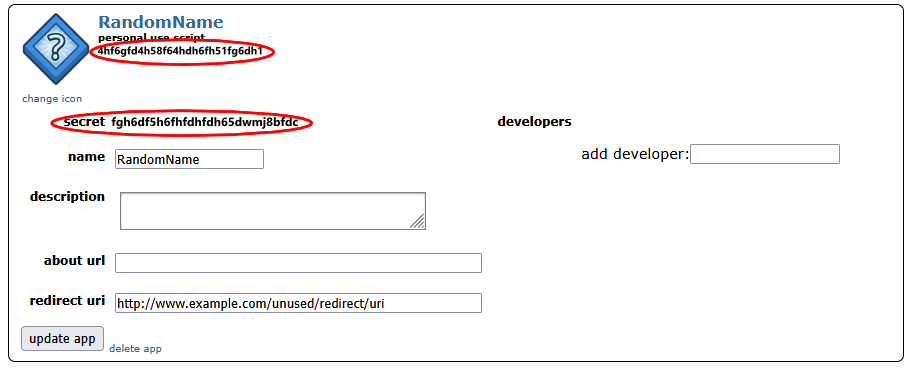 RandomName
personal use script
4hf6gfd4h58f64hdh6fh51fg6dh1
change icon
secret fgh6df5h6fhfdhfdh65dwmj8bfdc
developers
name RandomName
add developer:
description
about url
redirect uri http://www.example.com/unused/redirect/uri
update app
delete app